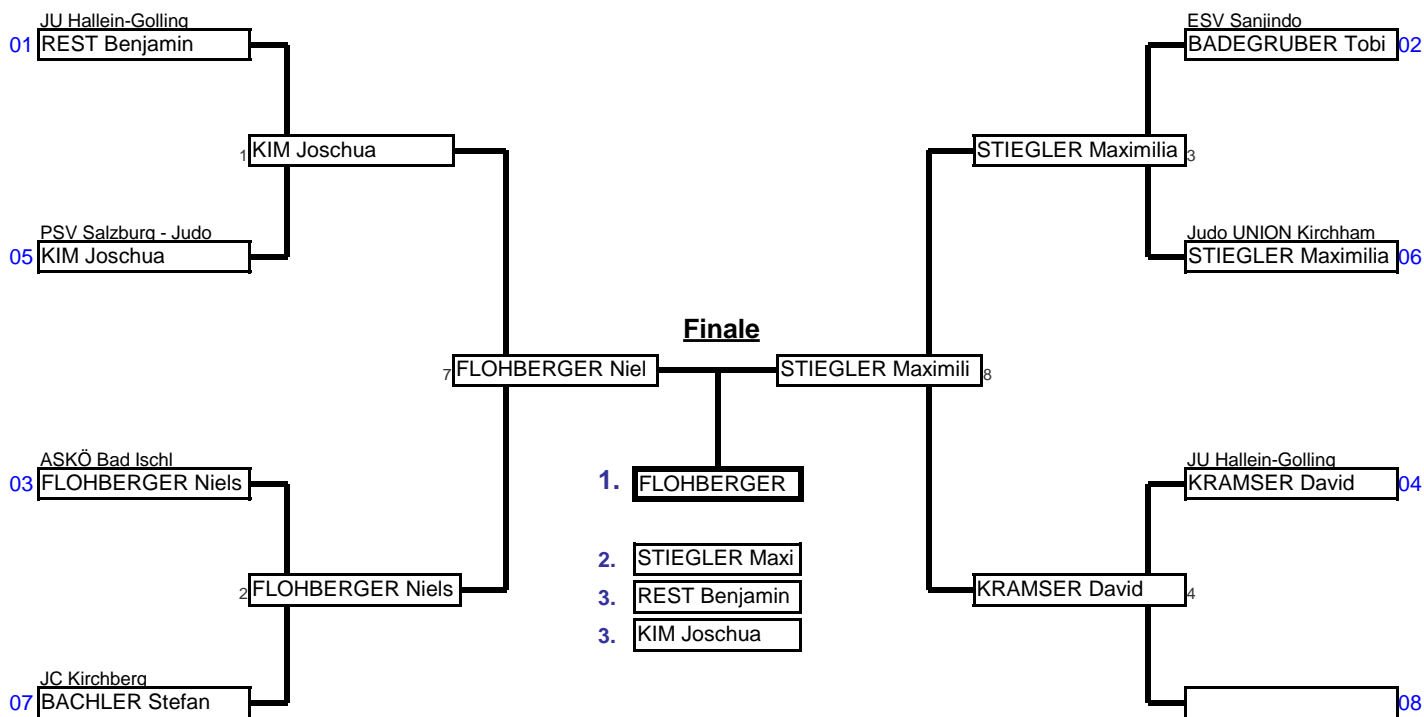 JU Hallein-Golling
01 REST Benjamin
ESV Sanjindo
BADEGRUBER Tobi 02
1 KIM Joschua
STIEGLER Maximilia 3
PSV Salzburg - Judo
05 KIM Joschua
Judo UNION Kirchham
STIEGLER Maximilia 06
Finale
7 FLOHBERGER Niel
STIEGLER Maximili 8
ASKÖ Bad Ischl
03 FLOHBERGER Niels
1. FLOHBERGER
JU Hallein-Golling
KRAMSER David 04
2. STIEGLER Maxi
2 FLOHBERGER Niels
3. REST Benjamin
KRAMSER David 4
3. KIM Joschua
JC Kirchberg
07 BACHLER Stefan
08